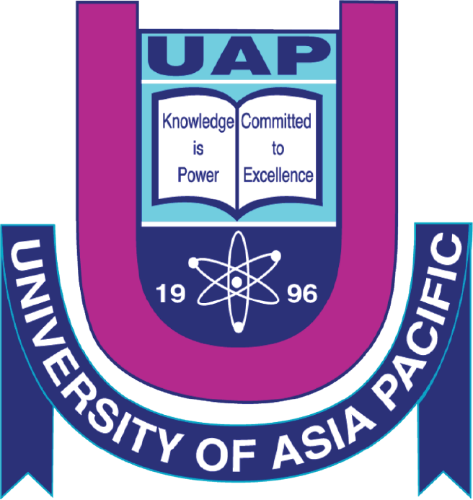 UAP
Knowledge
is
Power
Committed
to
Excellence
19 96
UNIVERSITY OF ASIA PACIFIC